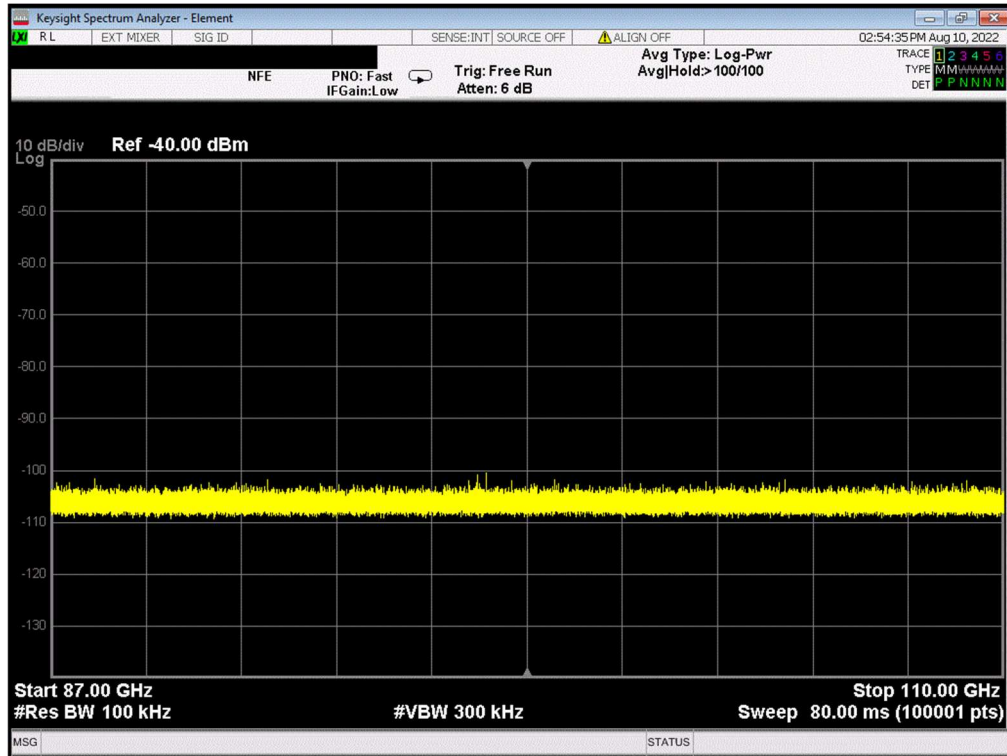 Keysight Spectrum Analyzer - Element
LXI RL EXT MIXER SIG ID SENSE:INT SOURCE OFF ALIGN OFF 02:54:35 PM Aug 10, 2022
NFE PNO: Fast IFGain:Low Trig: Free Run Atten: 6 dB Avg Type: Log-Pwr Avg|Hold:>100/100
TRACE 1 2 3 4 5 6
TYPE M M W W W W
DET P P N N N N
10 dB/div Ref -40.00 dBm
Log
-50.0
-60.0
-70.0
-80.0
-90.0
-100
-110
-120
-130
Start 87.00 GHz Stop 110.00 GHz
#Res BW 100 kHz #VBW 300 kHz Sweep 80.00 ms (100001 pts)
MSG STATUS